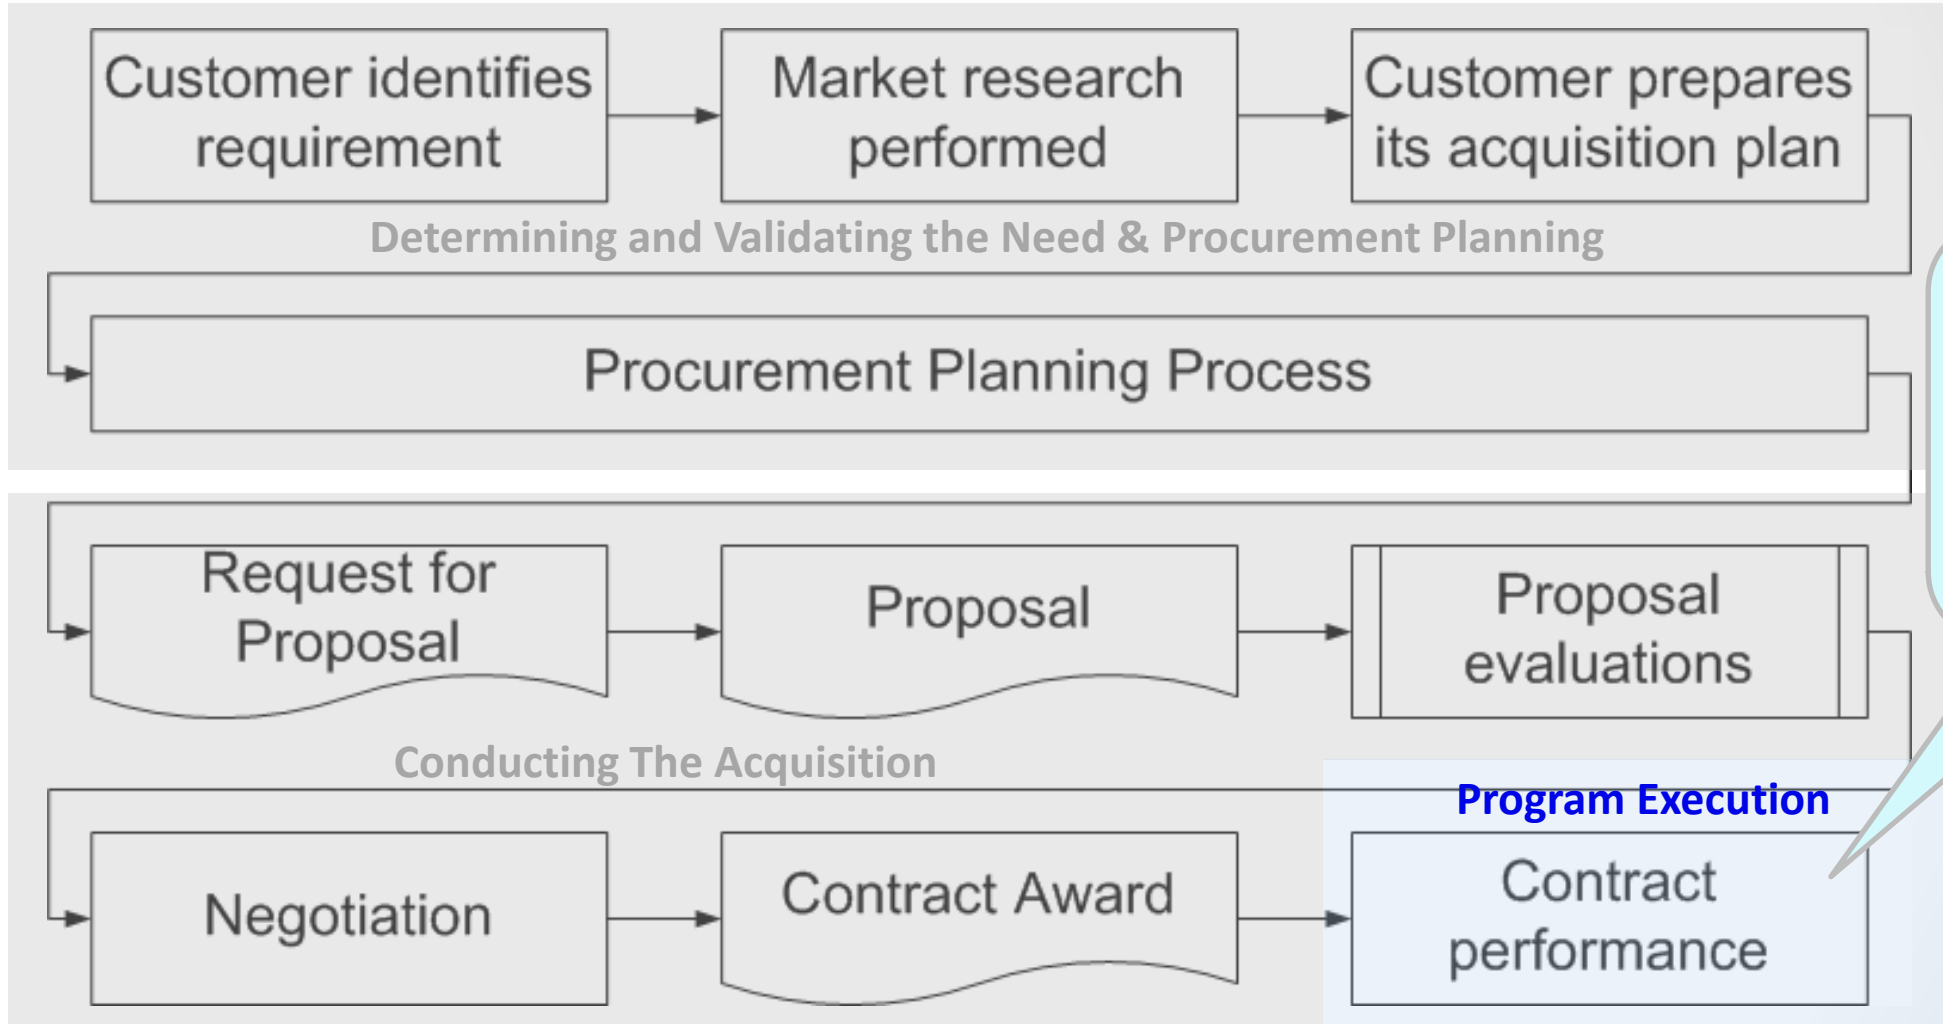 Customer identifies
requirement
Market research
performed
Customer prepares
its acquisition plan
Determining and Validating the Need & Procurement Planning
Procurement Planning Process
Request for
Proposal
Proposal
Proposal
evaluations
Conducting The Acquisition
Program Execution
Negotiation
Contract Award
Contract
performance